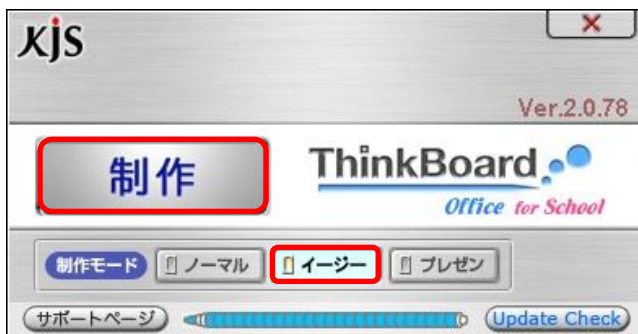 KJS
Ver.2.0.78
制作
ThinkBoard
Office for School
制作モード ノーマル イージー プレゼン
サポートページ Update Check